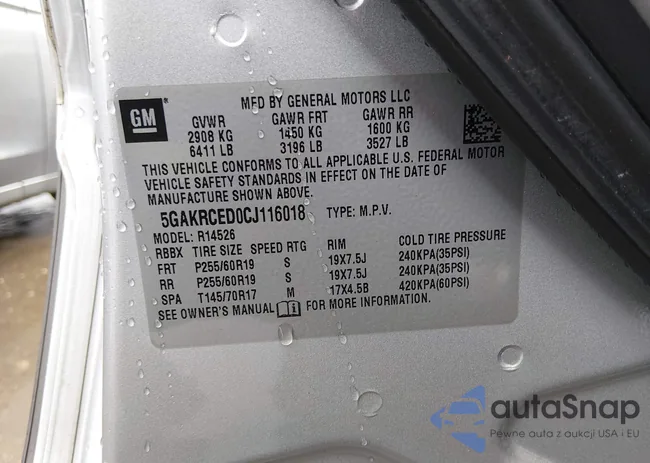 MFD BY GENERAL MOTORS LLC
GM
GVWR GAWR FRT GAWR RR
2908 KG 1450 KG 1600 KG
6411 LB 3196 LB 3527 LB
THIS VEHICLE CONFORMS TO ALL APPLICABLE U.S. FEDERAL MOTOR
VEHICLE SAFETY STANDARDS IN EFFECT ON THE DATE OF
MANUFACTURE SHOWN ABOVE.
5GAKRCED0CJ116018 TYPE: M.P.V.
MODEL: R14526
RBBX TIRE SIZE SPEED RTG RIM COLD TIRE PRESSURE
FRT P255/60R19 S 19X7.5J 240KPA(35PSI)
RR P255/60R19 S 19X7.5J 240KPA(35PSI)
SPA T145/70R17 M 17X4.5B 420KPA(60PSI)
SEE OWNER'S MANUAL FOR MORE INFORMATION.
autaSnap
Pewne auta z aukcji USA i EU